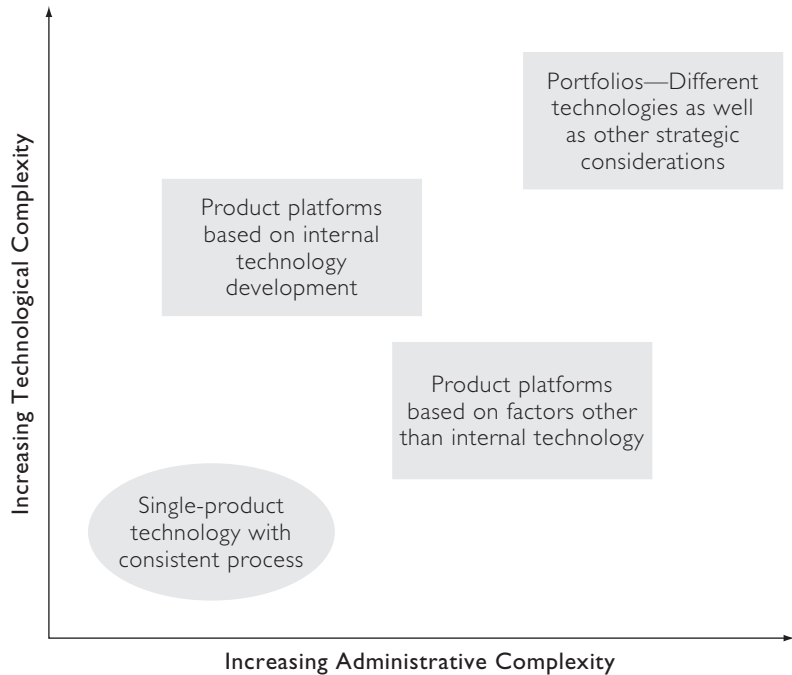 Increasing Technological Complexity
Portfolios—Different
technologies as well
as other strategic
considerations
Product platforms
based on internal
technology
development
Product platforms
based on factors other
than internal technology
Single-product
technology with
consistent process
Increasing Administrative Complexity